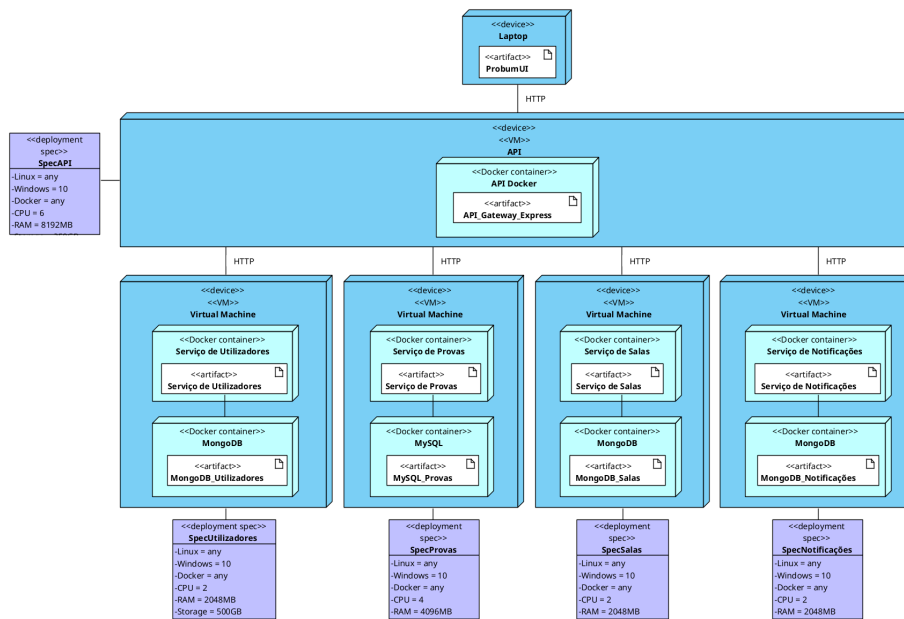 <<device>>
Laptop
<<artifact>>
ProbumUI
HTTP
<<device>>
<<VM>>
API
<<Docker container>>
API Docker
<<artifact>>
API_Gateway_Express
<<deployment
spec>>
SpecAPI
-Linux = any
-Windows = 10
-Docker = any
-CPU = 6
-RAM = 8192MB
HTTP
HTTP
HTTP
HTTP
<<device>>
<<VM>>
Virtual Machine
<<Docker container>>
Serviço de Utilizadores
<<artifact>>
Serviço de Utilizadores
<<Docker container>>
MongoDB
<<artifact>>
MongoDB_Utilizadores
<<device>>
<<VM>>
Virtual Machine
<<Docker container>>
Serviço de Provas
<<artifact>>
Serviço de Provas
<<Docker container>>
MySQL
<<artifact>>
MySQL_Provas
<<device>>
<<VM>>
Virtual Machine
<<Docker container>>
Serviço de Salas
<<artifact>>
Serviço de Salas
<<Docker container>>
MongoDB
<<artifact>>
MongoDB_Salas
<<device>>
<<VM>>
Virtual Machine
<<Docker container>>
Serviço de Notificações
<<artifact>>
Serviço de Notificações
<<Docker container>>
MongoDB
<<artifact>>
MongoDB_Notificações
<<deployment spec>>
SpecUtilizadores
-Linux = any
-Windows = 10
-Docker = any
-CPU = 2
-RAM = 2048MB
-Storage = 500GB
<<deployment
spec>>
SpecProvas
-Linux = any
-Windows = 10
-Docker = any
-CPU = 4
-RAM = 4096MB
<<deployment
spec>>
SpecSalas
-Linux = any
-Windows = 10
-Docker = any
-CPU = 2
-RAM = 2048MB
<<deployment
spec>>
SpecNotificações
-Linux = any
-Windows = 10
-Docker = any
-CPU = 2
-RAM = 2048MB